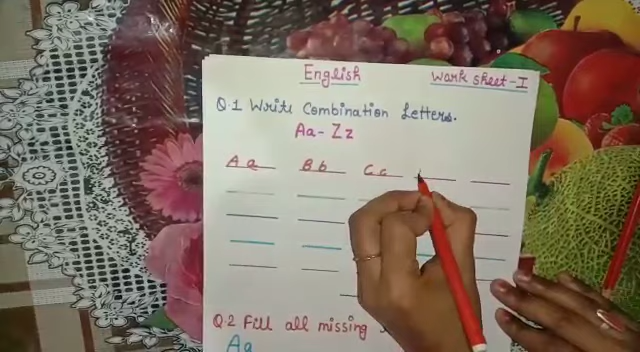 English
Work Sheet-I
Q.1 Write Combination Letters.
Aa - Zz
Aa Bb Cc
Q.2 Fill all missing
Aa